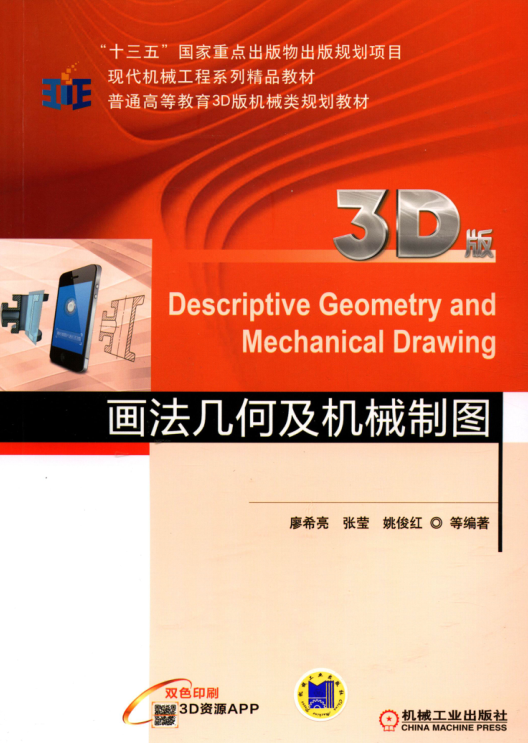 “十三五”国家重点出版物出版规划项目
现代机械工程系列精品教材
普通高等教育3D版机械类规划教材
3D版
Descriptive Geometry and
Mechanical Drawing
画法几何及机械制图
廖希亮 张莹 姚俊红 ◎ 等编著
双色印刷
3D资源APP
机械工业出版社
CHINA MACHINE PRESS